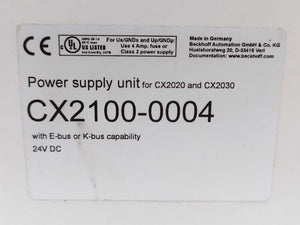 CE
UL US LISTED
For Us/GNDs and Up/GNDp:
Use 4 Amp. fuse or
Class 2 power supply
Made in Germany
Beckhoff Automation GmbH & Co. KG
Huelshorstweg 20, D-33415 Verl
Documentation: www.beckhoff.com
Power supply unit for CX2020 and CX2030
CX2100-0004
with E-bus or K-bus capability
24V DC